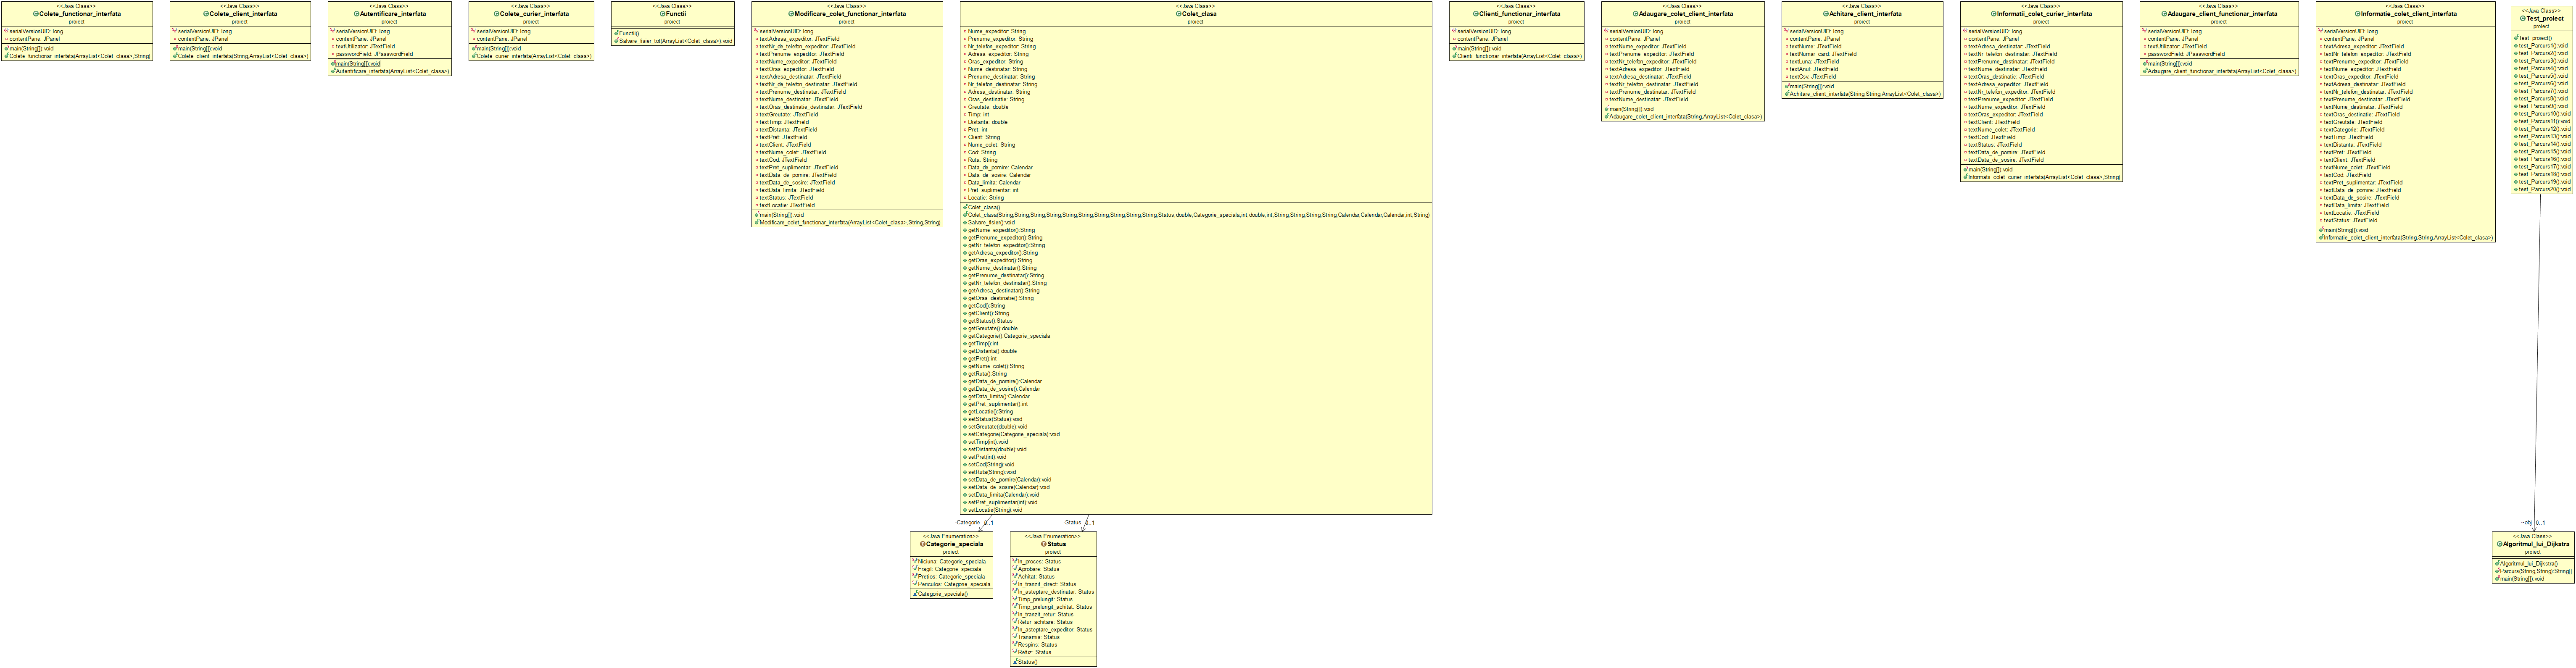 <<Java Class>>
Colete_functionar_interfata
proiect
serialVersionUID: long
contentPane: JPanel
main(String[]):void
Colete_functionar_interfata(ArrayList<Colet_clasa>,String)
<<Java Class>>
Colete_client_interfata
proiect
serialVersionUID: long
contentPane: JPanel
main(String[]):void
Colete_client_interfata(String,ArrayList<Colet_clasa>)
<<Java Class>>
Autentificare_interfata
proiect
serialVersionUID: long
contentPane: JPanel
textUtilizator: JTextField
passwordField: JPasswordField
main(String[]):void
Autentificare_interfata(ArrayList<Colet_clasa>)
<<Java Class>>
Colete_curier_interfata
proiect
serialVersionUID: long
contentPane: JPanel
main(String[]):void
Colete_curier_interfata(ArrayList<Colet_clasa>)
<<Java Class>>
Functii
proiect
Functii()
Salvare_fisier_tot(ArrayList<Colet_clasa>):void
<<Java Class>>
Modificare_colet_functionar_interfata
proiect
serialVersionUID: long
contentPane: JPanel
textAdresa_expeditor: JTextField
textNr_de_telefon_expeditor: JTextField
textPrenume_expeditor: JTextField
textNume_expeditor: JTextField
textOras_expeditor: JTextField
textAdresa_destinatar: JTextField
textNr_de_telefon_destinatar: JTextField
textPrenume_destinatar: JTextField
textNume_destinatar: JTextField
textOras_destinatie_destinatar: JTextField
textGreutate: JTextField
textTimp: JTextField
textDistanta: JTextField
textPret: JTextField
textClient: JTextField
textNume_colet: JTextField
textCod: JTextField
textPret_suplimentar: JTextField
textData_de_pornire: JTextField
textData_de_sosire: JTextField
textData_limita: JTextField
textStatus: JTextField
textLocatie: JTextField
main(String[]):void
Modificare_colet_functionar_interfata(ArrayList<Colet_clasa>,String,String)
<<Java Class>>
Colet_clasa
proiect
Nume_expeditor: String
Prenume_expeditor: String
Nr_telefon_expeditor: String
Adresa_expeditor: String
Oras_expeditor: String
Nume_destinatar: String
Prenume_destinatar: String
Nr_telefon_destinatar: String
Adresa_destinatar: String
Oras_destinatie: String
Greutate: double
Timp: int
Distanta: double
Pret: int
Client: String
Nume_colet: String
Cod: String
Ruta: String
Data_de_pornire: Calendar
Data_de_sosire: Calendar
Data_limita: Calendar
Pret_suplimentar: int
Locatie: String
Colet_clasa()
Colet_clasa(String,String,String,String,String,String,String,String,String,String,Status,double,Categorie_speciala,int,double,int,String,String,String,String,Calendar,Calendar,Calendar,int,String)
Salvare_fisier():void
getNume_expeditor():String
getPrenume_expeditor():String
getNr_telefon_expeditor():String
getAdresa_expeditor():String
getOras_expeditor():String
getNume_destinatar():String
getPrenume_destinatar():String
getNr_telefon_destinatar():String
getAdresa_destinatar():String
getOras_destinatie():String
getCod():String
getClient():String
getStatus():Status
getGreutate():double
getCategorie():Categorie_speciala
getTimp():int
getDistanta():double
getPret():int
getNume_colet():String
getRuta():String
getData_de_pornire():Calendar
getData_de_sosire():Calendar
getData_limita():Calendar
getPret_suplimentar():int
getLocatie():String
setStatus(Status):void
setGreutate(double):void
setCategorie(Categorie_speciala):void
setTimp(int):void
setDistanta(double):void
setPret(int):void
setCod(String):void
setRuta(String):void
setData_de_pornire(Calendar):void
setData_de_sosire(Calendar):void
setData_limita(Calendar):void
setPret_suplimentar(int):void
setLocatie(String):void
<<Java Class>>
Clienti_functionar_interfata
proiect
serialVersionUID: long
contentPane: JPanel
main(String[]):void
Clienti_functionar_interfata(ArrayList<Colet_clasa>)
<<Java Class>>
Adaugare_colet_client_interfata
proiect
serialVersionUID: long
contentPane: JPanel
textNume_expeditor: JTextField
textPrenume_expeditor: JTextField
textNr_telefon_expeditor: JTextField
textAdresa_expeditor: JTextField
textAdresa_destinatar: JTextField
textNr_telefon_destinatar: JTextField
textPrenume_destinatar: JTextField
textNume_destinatar: JTextField
main(String[]):void
Adaugare_colet_client_interfata(String,ArrayList<Colet_clasa>)
<<Java Class>>
Achitare_client_interfata
proiect
serialVersionUID: long
contentPane: JPanel
textNume: JTextField
textNumar_card: JTextField
textLuna: JTextField
textAnul: JTextField
textCsv: JTextField
main(String[]):void
Achitare_client_interfata(String,String,ArrayList<Colet_clasa>)
<<Java Class>>
Informatii_colet_curier_interfata
proiect
serialVersionUID: long
contentPane: JPanel
textAdresa_destinatar: JTextField
textNr_telefon_destinatar: JTextField
textPrenume_destinatar: JTextField
textNume_destinatar: JTextField
textOras_destinatie: JTextField
textAdresa_expeditor: JTextField
textNr_telefon_expeditor: JTextField
textPrenume_expeditor: JTextField
textNume_expeditor: JTextField
textOras_expeditor: JTextField
textClient: JTextField
textNume_colet: JTextField
textCod: JTextField
textStatus: JTextField
textData_de_pornire: JTextField
textData_de_sosire: JTextField
main(String[]):void
Informatii_colet_curier_interfata(ArrayList<Colet_clasa>,String)
<<Java Class>>
Adaugare_client_functionar_interfata
proiect
serialVersionUID: long
contentPane: JPanel
textUtilizator: JTextField
passwordField: JPasswordField
main(String[]):void
Adaugare_client_functionar_interfata(ArrayList<Colet_clasa>)
<<Java Class>>
Informatie_colet_client_interfata
proiect
serialVersionUID: long
contentPane: JPanel
textAdresa_expeditor: JTextField
textNr_telefon_expeditor: JTextField
textPrenume_expeditor: JTextField
textNume_expeditor: JTextField
textOras_expeditor: JTextField
textAdresa_destinatar: JTextField
textNr_telefon_destinatar: JTextField
textPrenume_destinatar: JTextField
textNume_destinatar: JTextField
textOras_destinatie: JTextField
textGreutate: JTextField
textCategorie: JTextField
textTimp: JTextField
textDistanta: JTextField
textPret: JTextField
textClient: JTextField
textNume_colet: JTextField
textCod: JTextField
textPret_suplimentar: JTextField
textData_de_pornire: JTextField
textData_de_sosire: JTextField
textData_limita: JTextField
textLocatie: JTextField
textStatus: JTextField
main(String[]):void
Informatie_colet_client_interfata(String,String,ArrayList<Colet_clasa>)
<<Java Class>>
Test_proiect
proiect
Test_proiect()
test_Parcurs1():void
test_Parcurs2():void
test_Parcurs3():void
test_Parcurs4():void
test_Parcurs5():void
test_Parcurs6():void
test_Parcurs7():void
test_Parcurs8():void
test_Parcurs9():void
test_Parcurs10():void
test_Parcurs11():void
test_Parcurs12():void
test_Parcurs13():void
test_Parcurs14():void
test_Parcurs15():void
test_Parcurs16():void
test_Parcurs17():void
test_Parcurs18():void
test_Parcurs19():void
test_Parcurs20():void
-Categorie 0..1
-Status 0..1
~obj 0..1
<<Java Enumeration>>
Categorie_speciala
proiect
Niciuna: Categorie_speciala
Fragil: Categorie_speciala
Pretios: Categorie_speciala
Periculos: Categorie_speciala
Categorie_speciala()
<<Java Enumeration>>
Status
proiect
In_proces: Status
Aprobare: Status
Achitat: Status
In_tranzit_direct: Status
In_asteptare_destinatar: Status
Timp_prelungit: Status
Timp_prelungit_achitat: Status
In_tranzit_retur: Status
Retur_achitare: Status
In_asteptare_expeditor: Status
Transmis: Status
Respins: Status
Refuz: Status
Status()
<<Java Class>>
Algoritmul_lui_Dijkstra
proiect
Algoritmul_lui_Dijkstra()
Parcurs(String,String):String[]
main(String[]):void